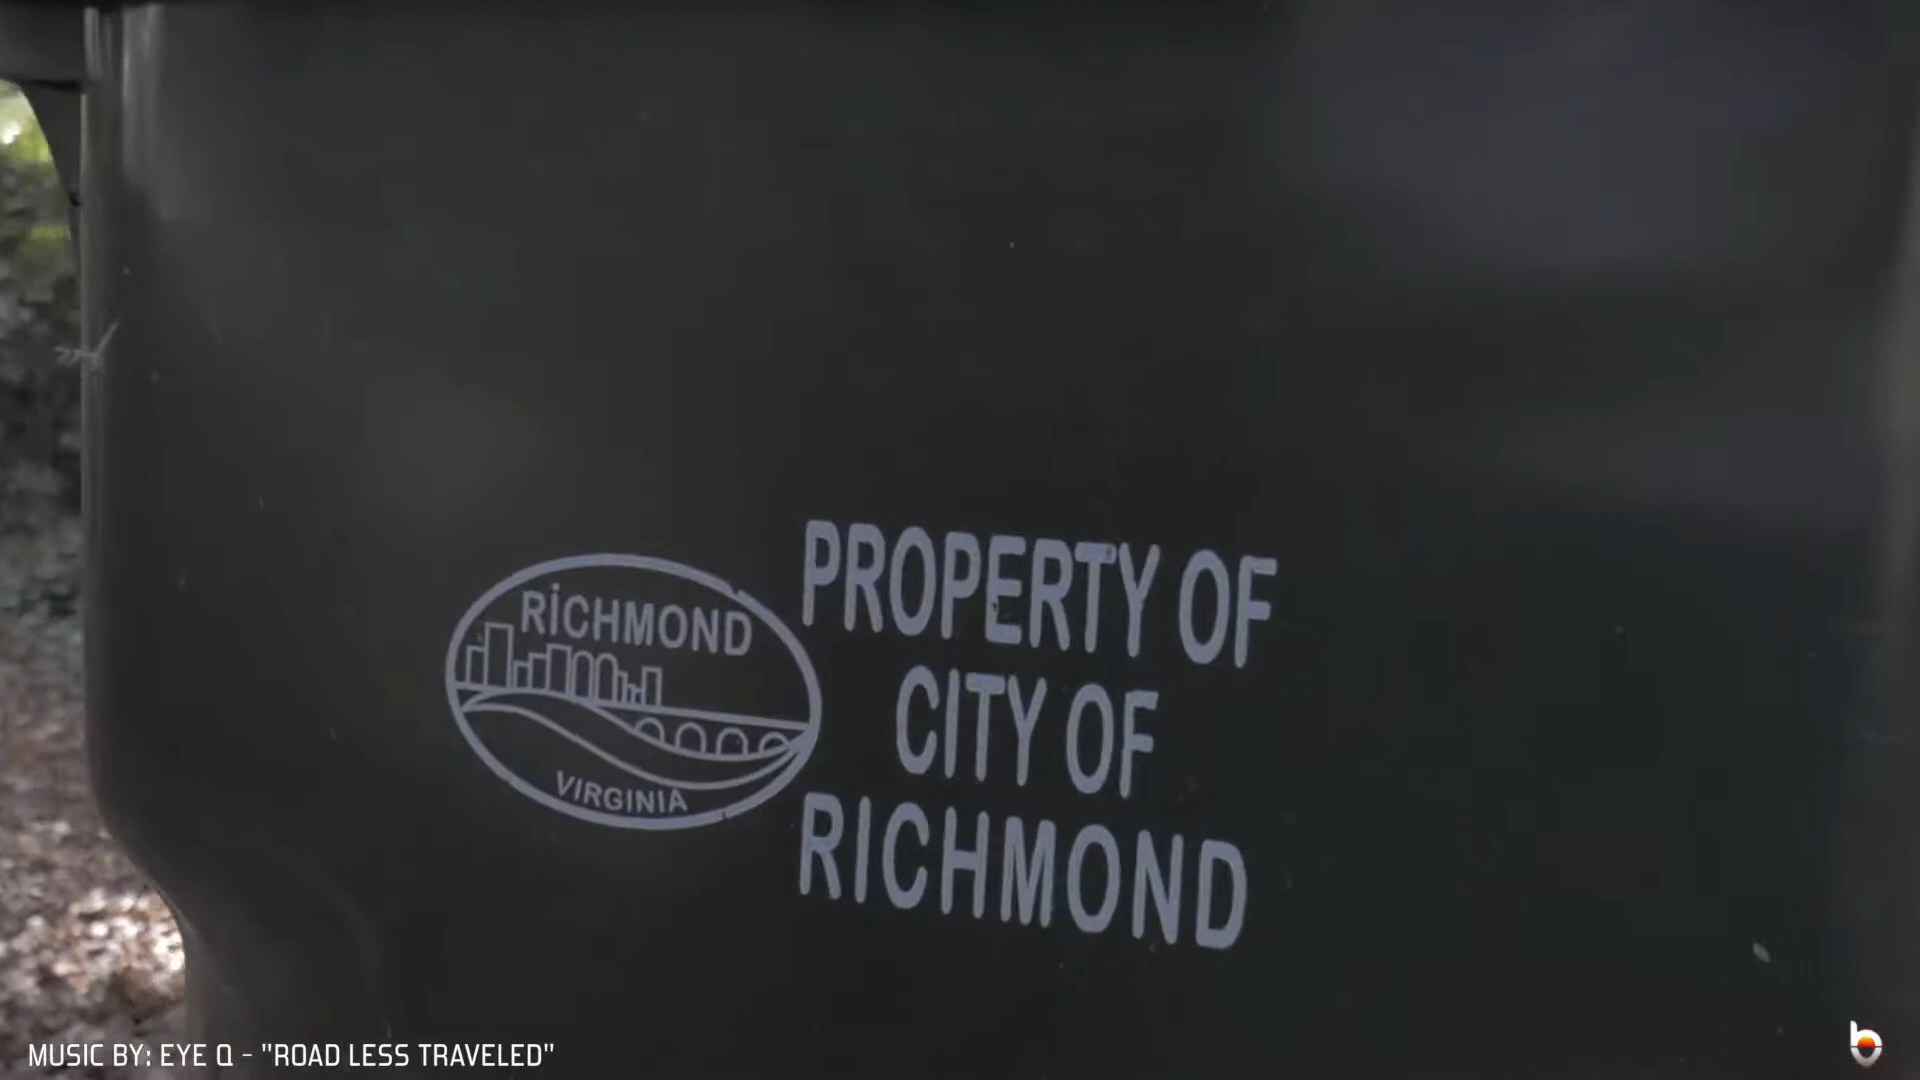 RiCHMOND
VIRGINIA
PROPERTY OF
CITY OF
RICHMOND
MUSIC BY: EYE Q - "ROAD LESS TRAVELED"
b